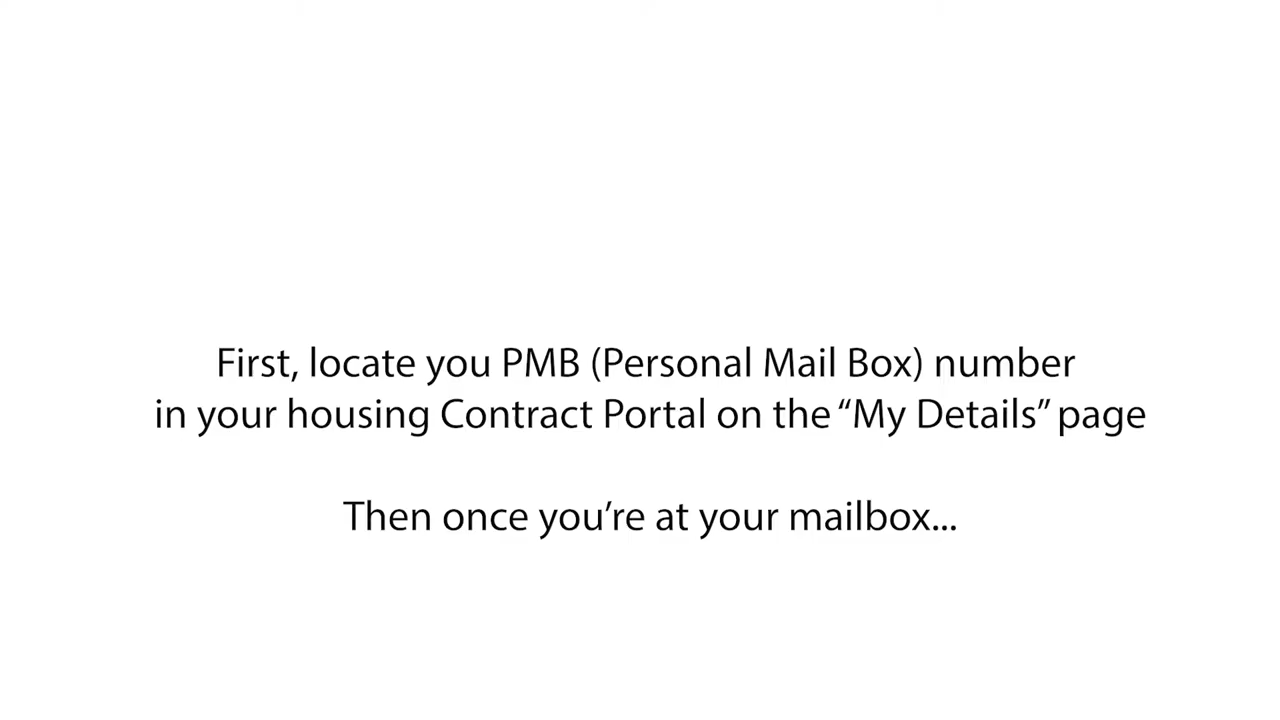 First, locate you PMB (Personal Mail Box) number
in your housing Contract Portal on the “My Details” page
Then once you’re at your mailbox...